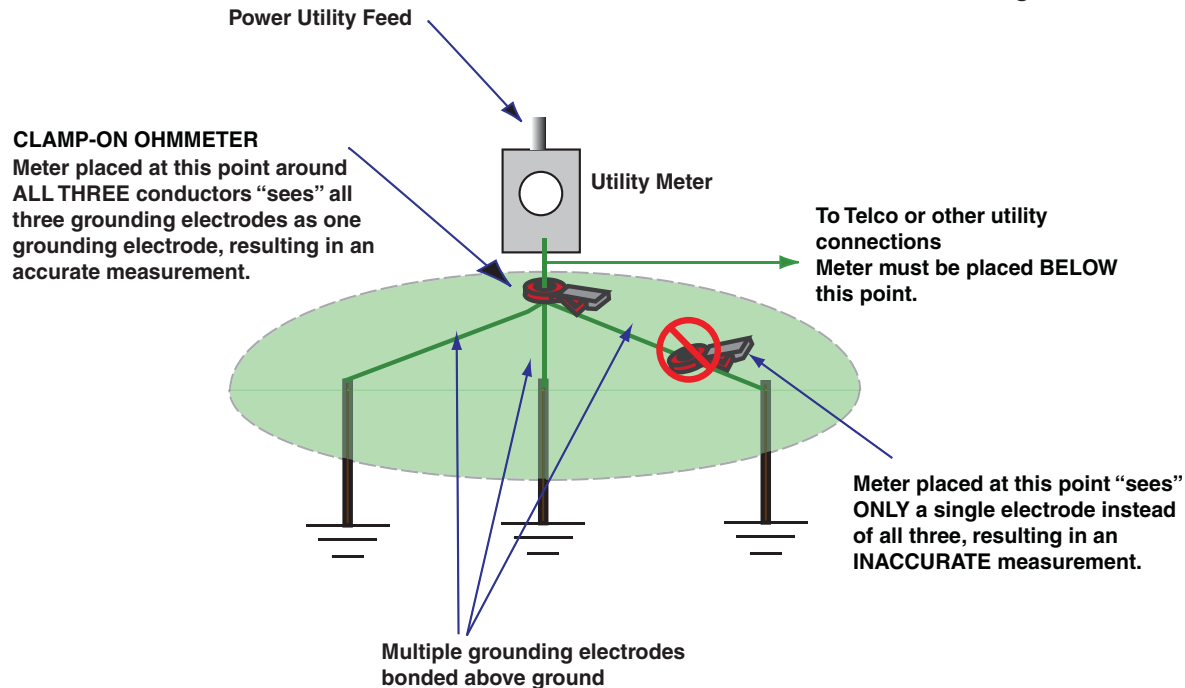 Power Utility Feed
CLAMP-ON OHMMETER
Meter placed at this point around
ALL THREE conductors “sees” all
three grounding electrodes as one
grounding electrode, resulting in an
accurate measurement.
Utility Meter
To Telco or other utility
connections
Meter must be placed BELOW
this point.
Meter placed at this point “sees”
ONLY a single electrode instead
of all three, resulting in an
INACCURATE measurement.
Multiple grounding electrodes
bonded above ground